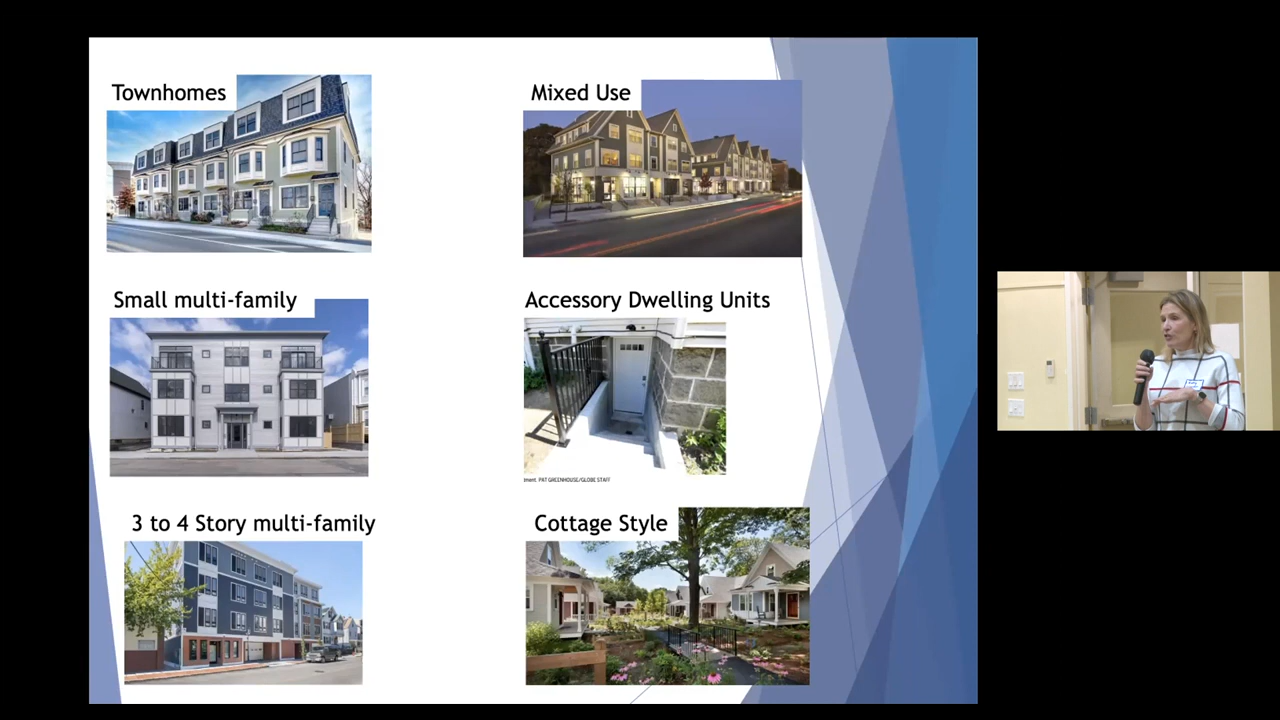 Townhomes
Mixed Use
Small multi-family
Accessory Dwelling Units
tment. PAT GREENHOUSE/GLOBE STAFF
3 to 4 Story multi-family
Cottage Style